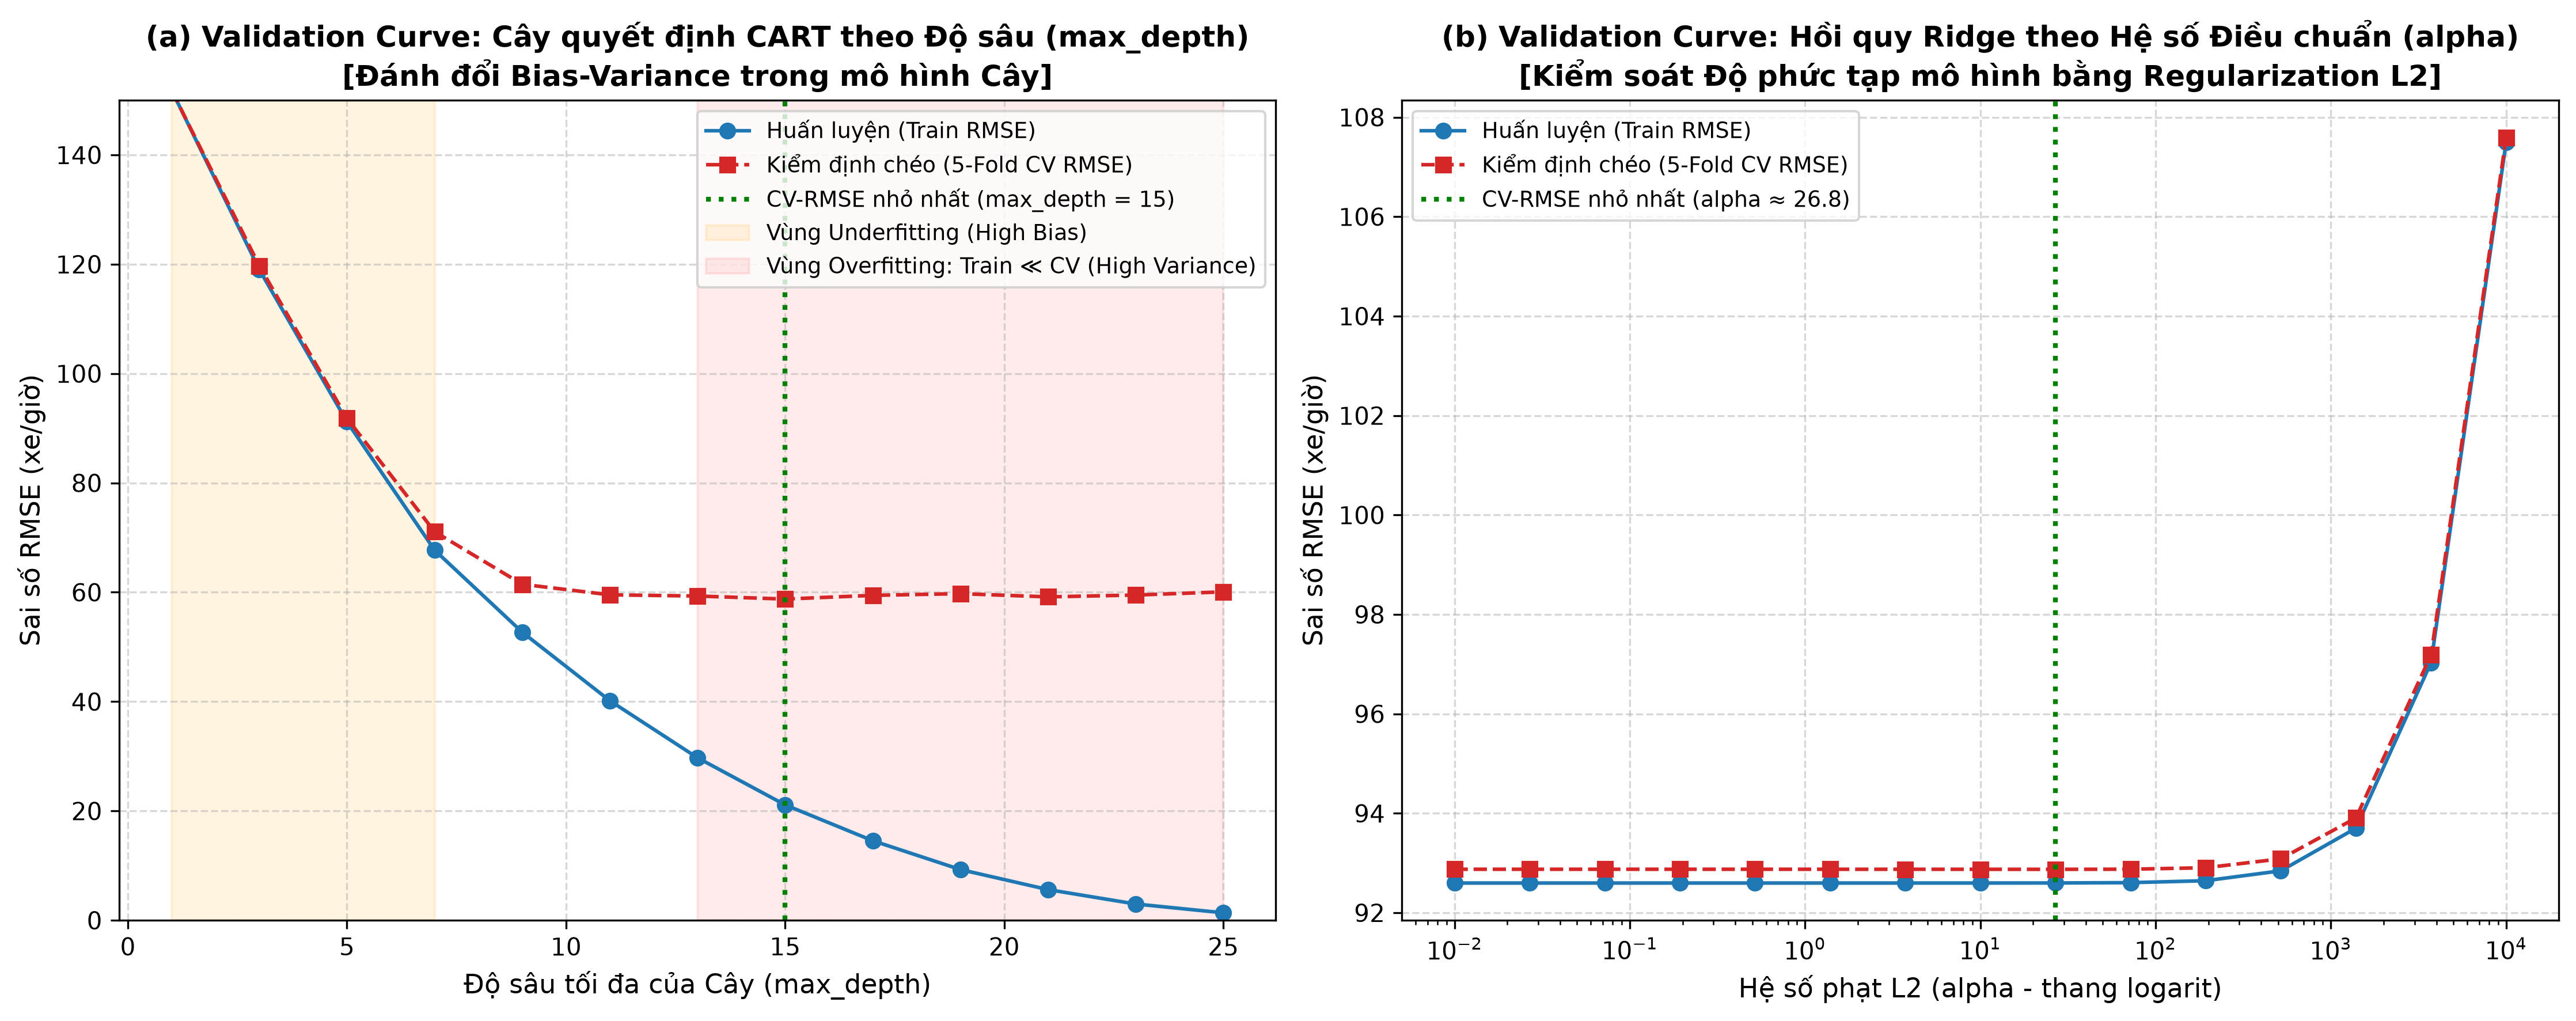 (a) Validation Curve: Cây quyết định CART theo Độ sâu (max_depth)
[Đánh đổi Bias-Variance trong mô hình Cây]
Huấn luyện (Train RMSE)
Kiểm định chéo (5-Fold CV RMSE)
CV-RMSE nhỏ nhất (max_depth = 15)
Vùng Underfitting (High Bias)
Vùng Overfitting: Train ≪ CV (High Variance)
Sai số RMSE (xe/giờ)
140
120
100
80
60
40
20
0
0 5 10 15 20 25
Độ sâu tối đa của Cây (max_depth)
(b) Validation Curve: Hồi quy Ridge theo Hệ số Điều chuẩn (alpha)
[Kiểm soát Độ phức tạp mô hình bằng Regularization L2]
Huấn luyện (Train RMSE)
Kiểm định chéo (5-Fold CV RMSE)
CV-RMSE nhỏ nhất (alpha ≈ 26.8)
Sai số RMSE (xe/giờ)
108
106
104
102
100
98
96
94
92
10⁻² 10⁻¹ 10⁰ 10¹ 10² 10³ 10⁴
Hệ số phạt L2 (alpha - thang logarit)